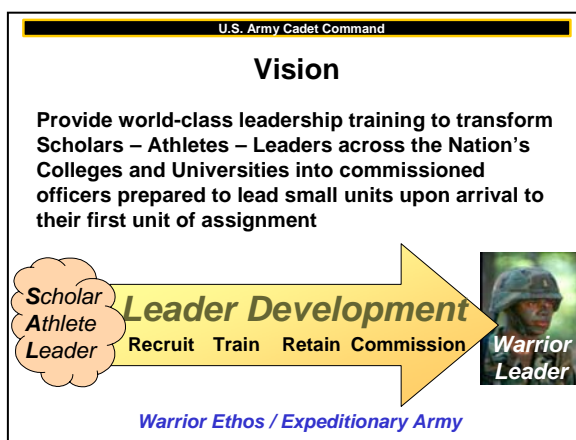 U.S. Army Cadet Command
Vision
Provide world-class leadership training to transform
Scholars – Athletes – Leaders across the Nation's
Colleges and Universities into commissioned
officers prepared to lead small units upon arrival to
their first unit of assignment
Scholar
Athlete
Leader
Leader Development
Recruit Train Retain Commission
Warrior
Leader
Warrior Ethos / Expeditionary Army